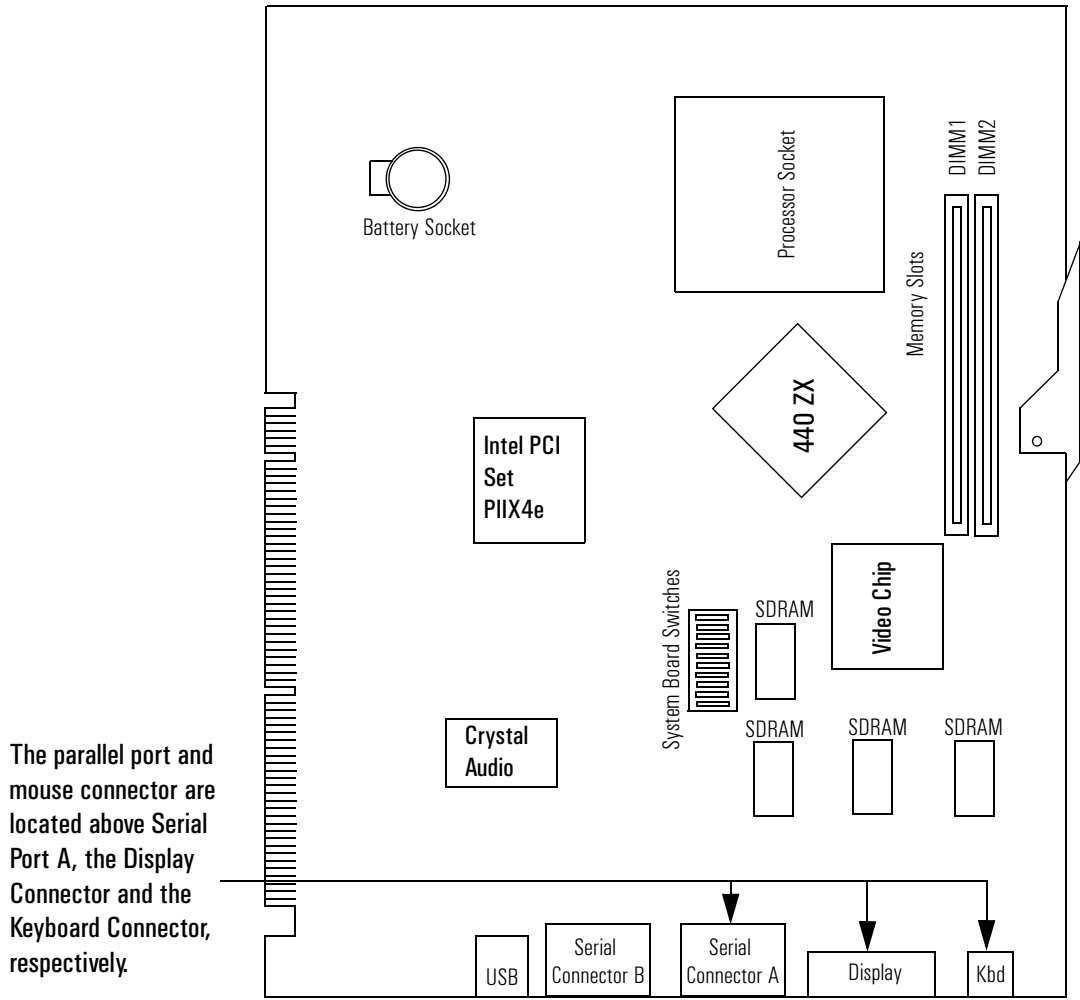 DIMM1
DIMM2
Processor Socket
Battery Socket
Memory Slots
440 ZX
Intel PCI
Set
PIIX4e
System Board Switches
SDRAM
Video Chip
Crystal
Audio
SDRAM
SDRAM
SDRAM
The parallel port and
mouse connector are
located above Serial
Port A, the Display
Connector and the
Keyboard Connector,
respectively.
USB
Serial
Connector B
Serial
Connector A
Display
Kbd